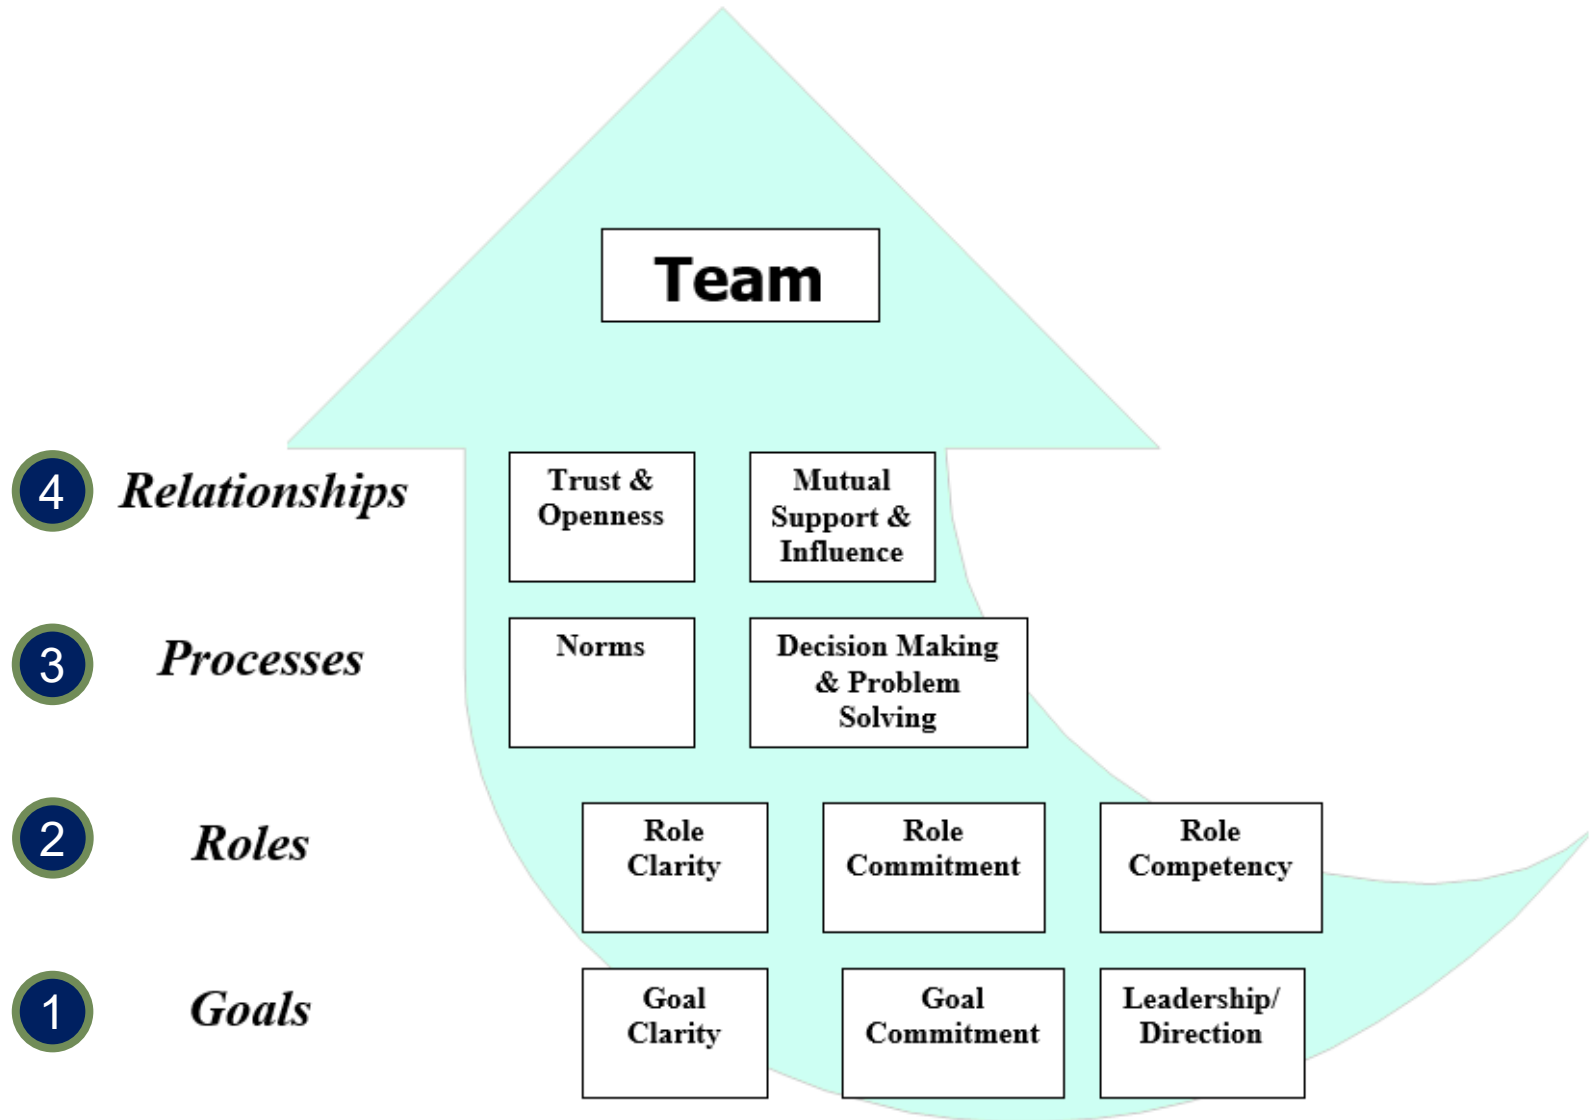 Team
4
Relationships
Trust &
Openness
Mutual
Support &
Influence
3
Processes
Norms
Decision Making
& Problem
Solving
2
Roles
Role
Clarity
Role
Commitment
Role
Competency
1
Goals
Goal
Clarity
Goal
Commitment
Leadership/
Direction